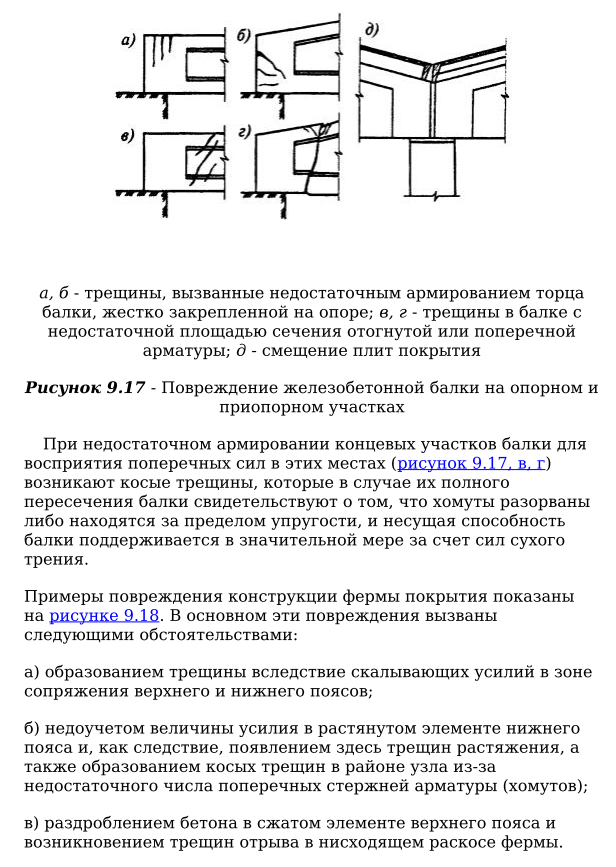 а)
б)
д)
в)
г)
а, б - трещины, вызванные недостаточным армированием торца
балки, жестко закрепленной на опоре; в, г - трещины в балке с
недостаточной площадью сечения отогнутой или поперечной
арматуры; д - смещение плит покрытия
Рисунок 9.17 - Повреждение железобетонной балки на опорном и
приопорном участках
При недостаточном армировании концевых участков балки для
восприятия поперечных сил в этих местах (рисунок 9.17, в, г)
возникают косые трещины, которые в случае их полного
пересечения балки свидетельствуют о том, что хомуты разорваны
либо находятся за пределом упругости, и несущая способность
балки поддерживается в значительной мере за счет сил сухого
трения.
Примеры повреждения конструкции фермы покрытия показаны
на рисунке 9.18. В основном эти повреждения вызваны
следующими обстоятельствами:
а) образованием трещины вследствие скалывающих усилий в зоне
сопряжения верхнего и нижнего поясов;
б) недоучетом величины усилия в растянутом элементе нижнего
пояса и, как следствие, появлением здесь трещин растяжения, а
также образованием косых трещин в районе узла из-за
недостаточного числа поперечных стержней арматуры (хомутов);
в) раздроблением бетона в сжатом элементе верхнего пояса и
возникновением трещин отрыва в нисходящем раскосе фермы.